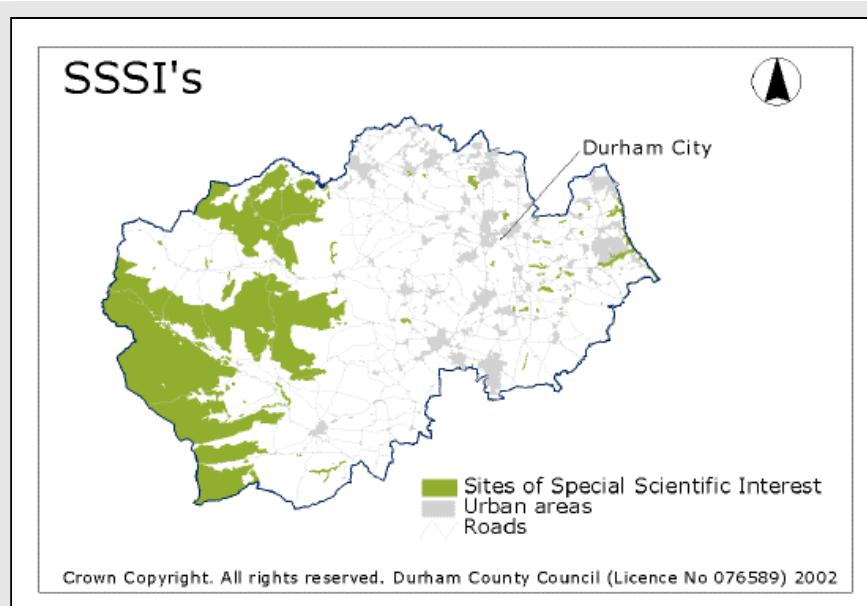 SSSI's
Durham City
Sites of Special Scientific Interest
Urban areas
Roads
Crown Copyright. All rights reserved. Durham County Council (Licence No 076589) 2002